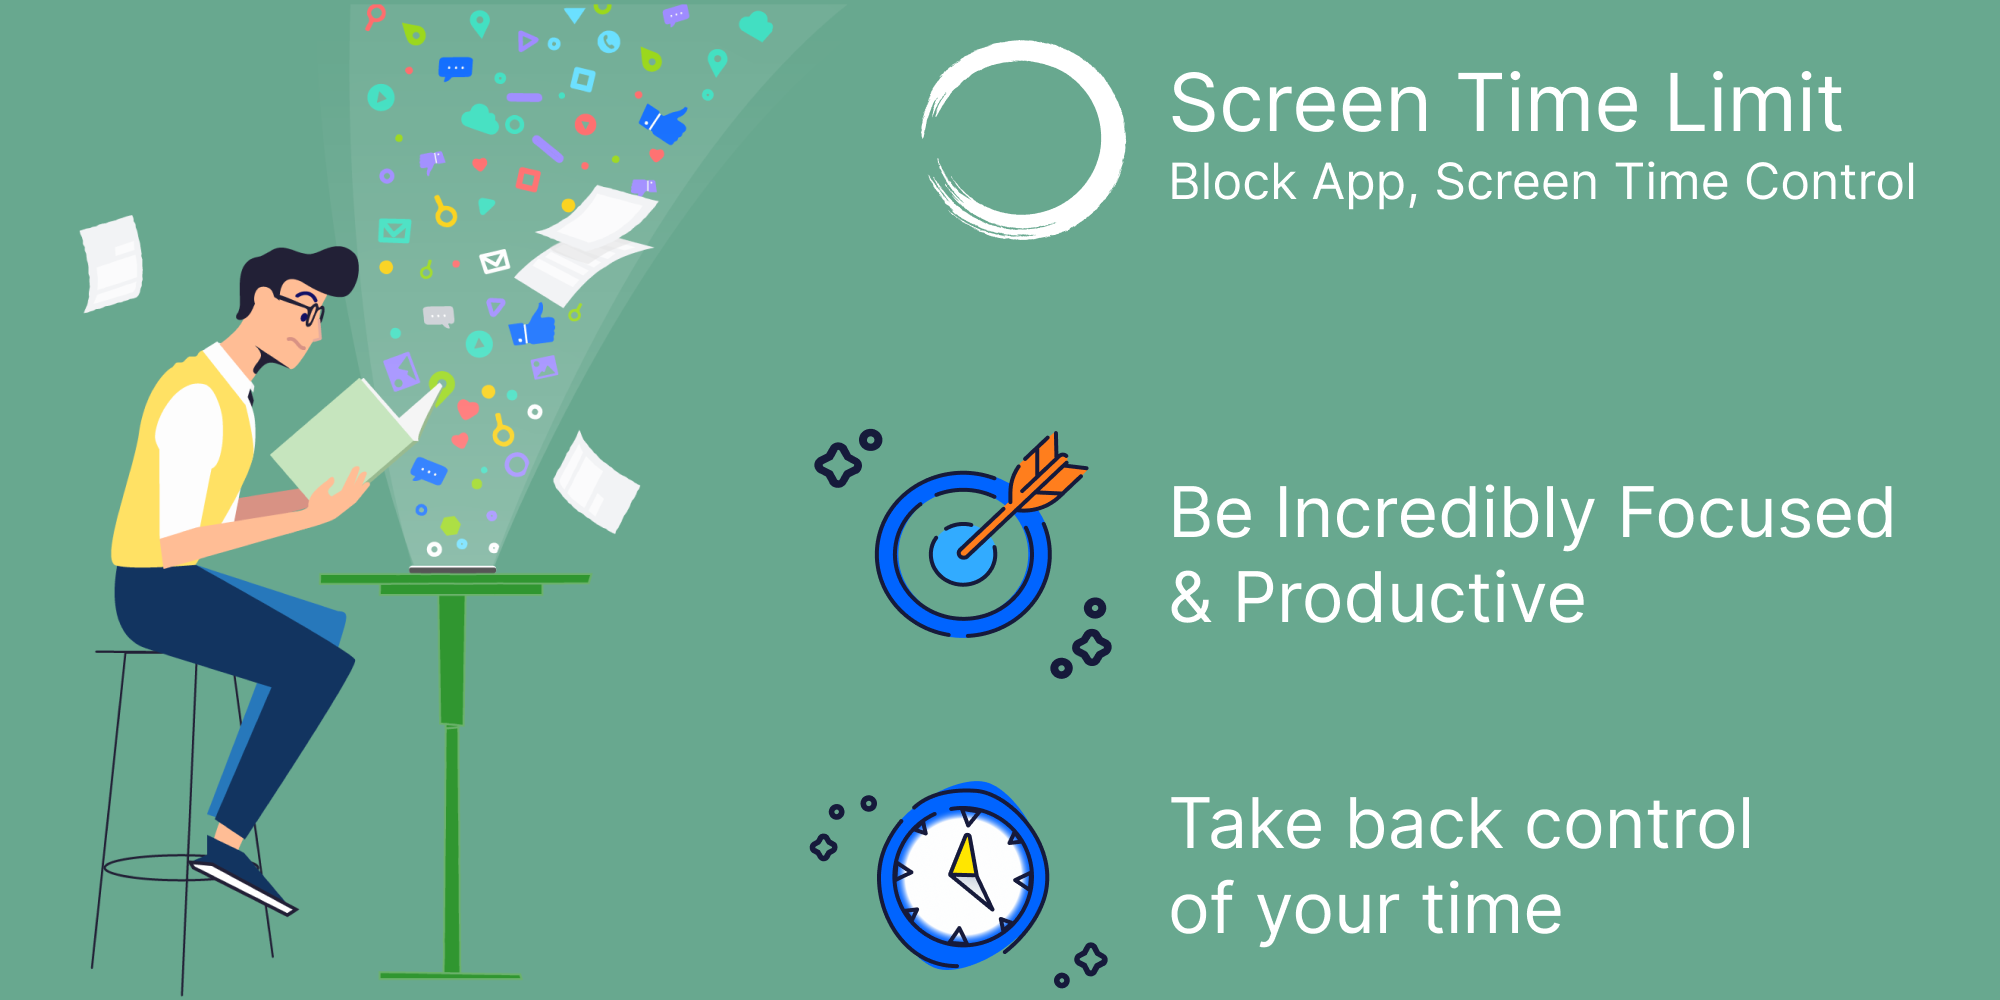 Screen Time Limit
Block App, Screen Time Control
Be Incredibly Focused
& Productive
Take back control
of your time